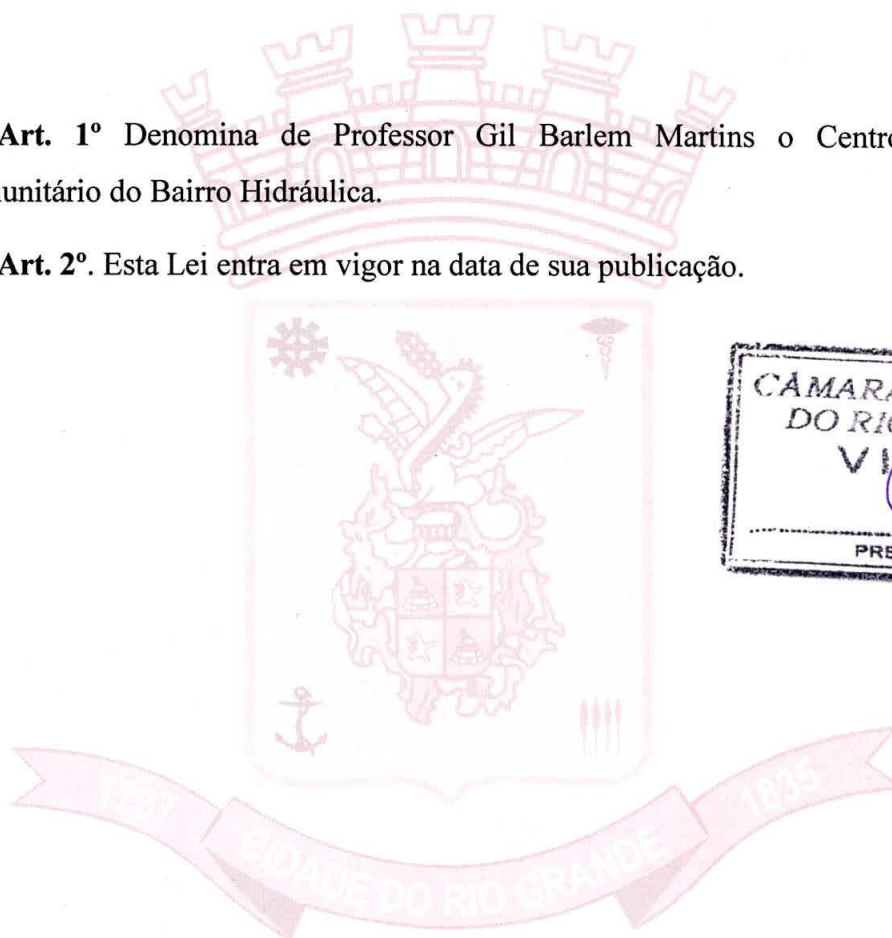 Art. 1º Denomina de Professor Gil Barlem Martins o Centro
unitário do Bairro Hidráulica.
Art. 2º. Esta Lei entra em vigor na data de sua publicação.
CÂMARA
DO RIO
PRE
1737
1835
CIDADE DO RIO GRANDE